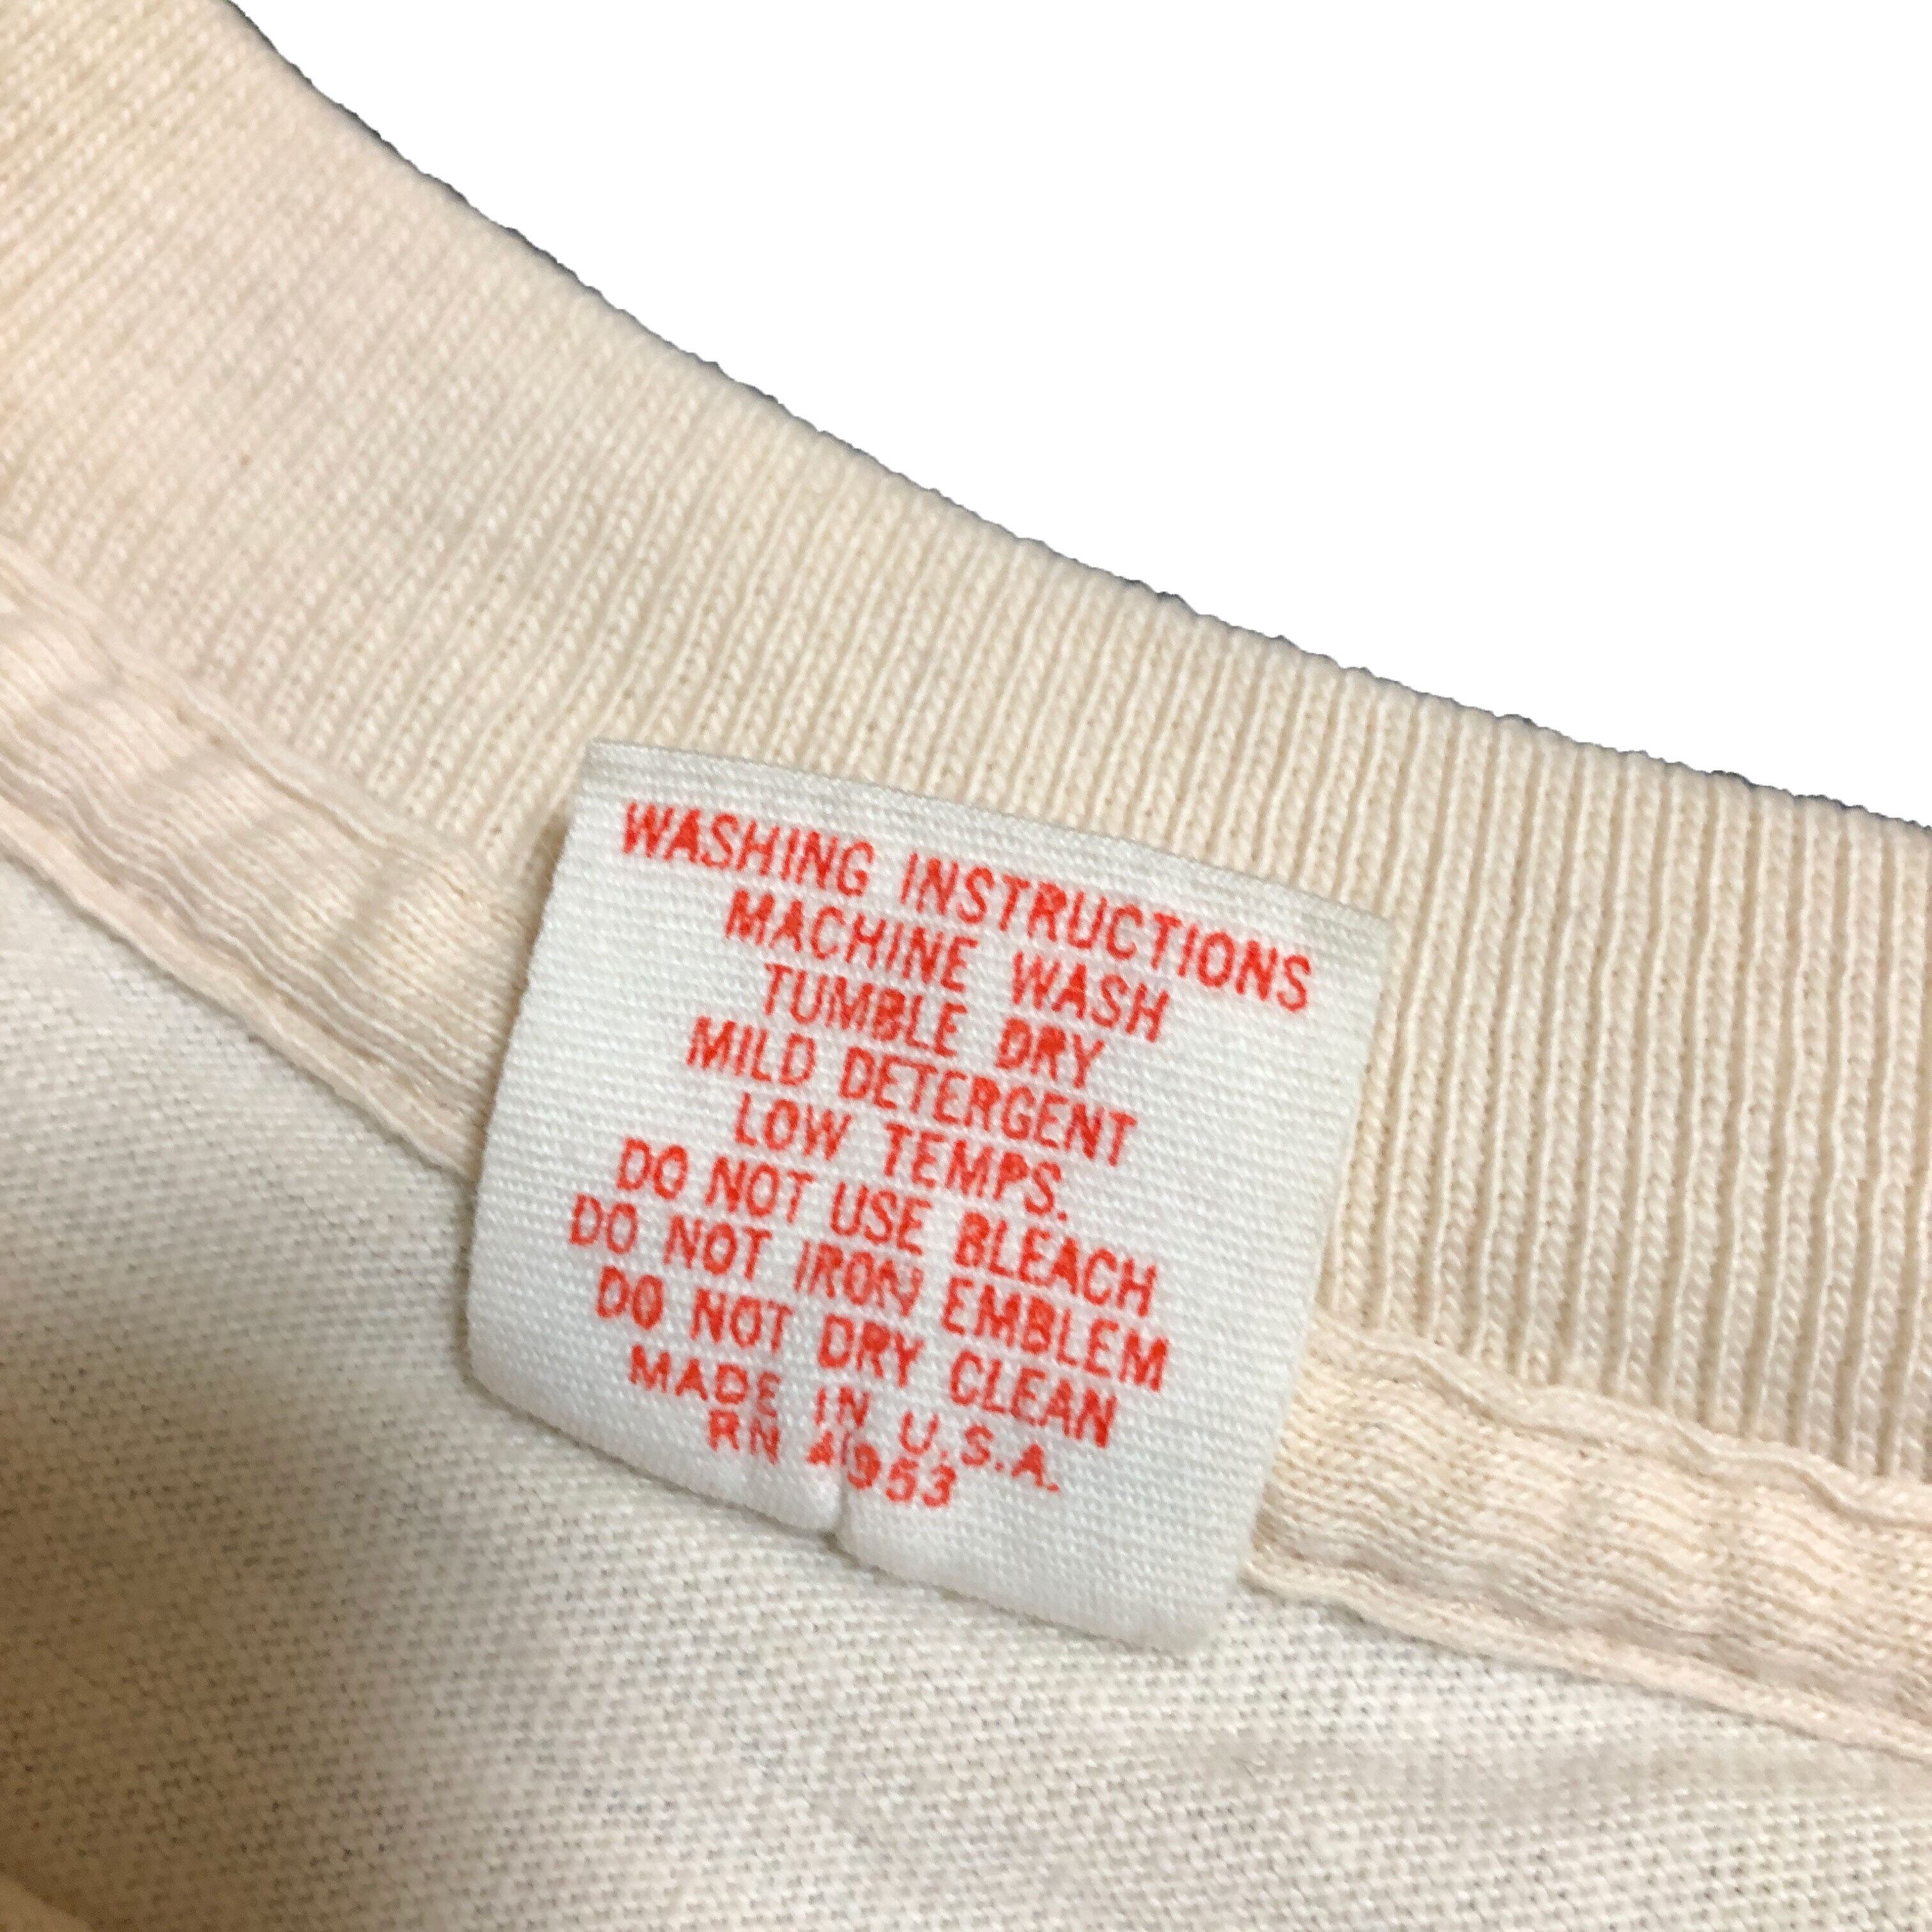 WASHING INSTRUCTIONS
MACHINE WASH
TUMBLE DRY
MILD DETERGENT
LOW TEMPS.
DO NOT USE BLEACH
DO NOT IRON EMBLEM
DO NOT DRY CLEAN
MADE IN U.S.A.
RN